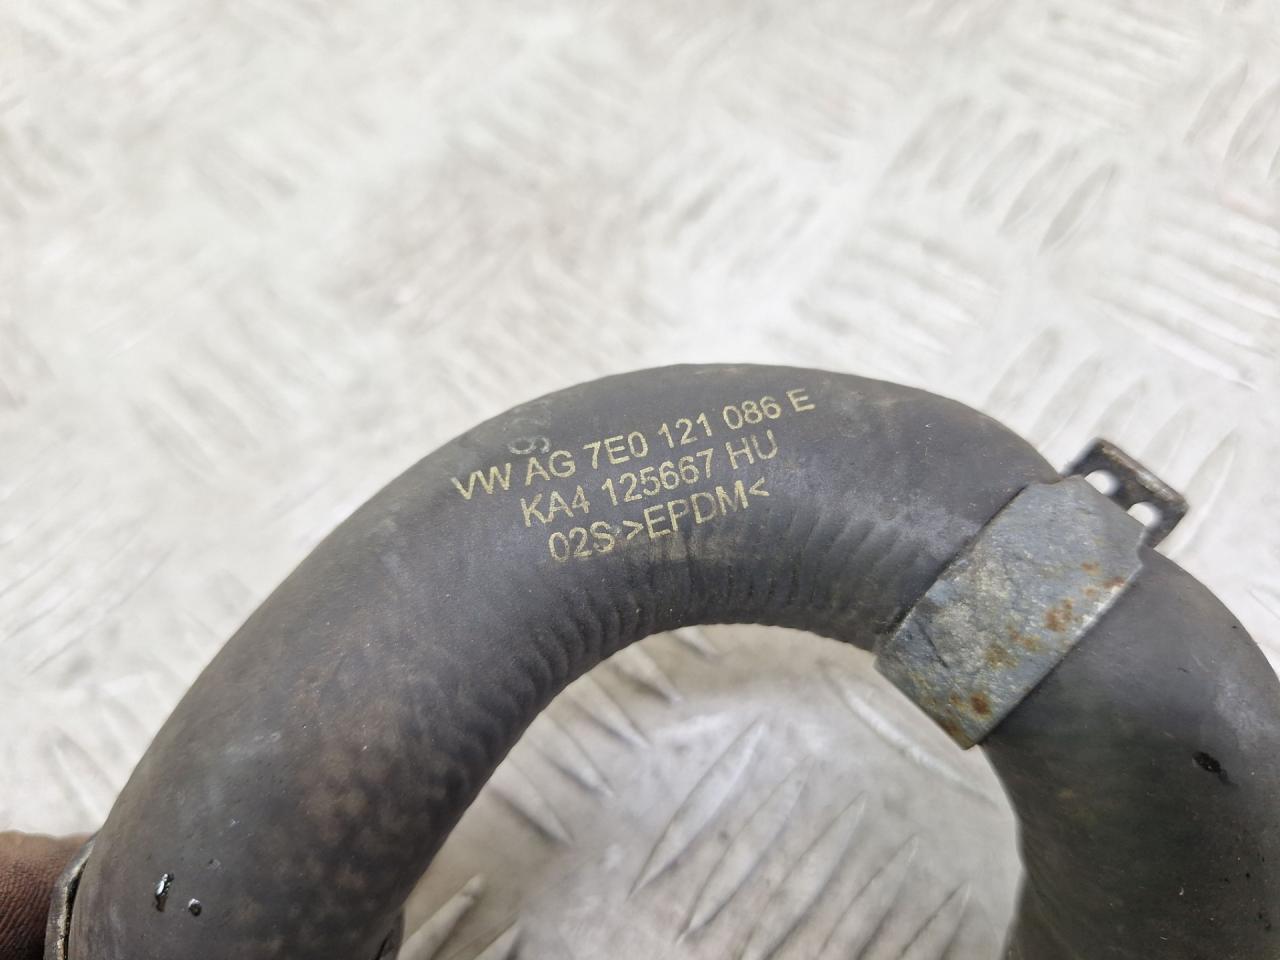 VW AG 7E0 121 086 E
KA4 125667 HU
02S >EPDM<